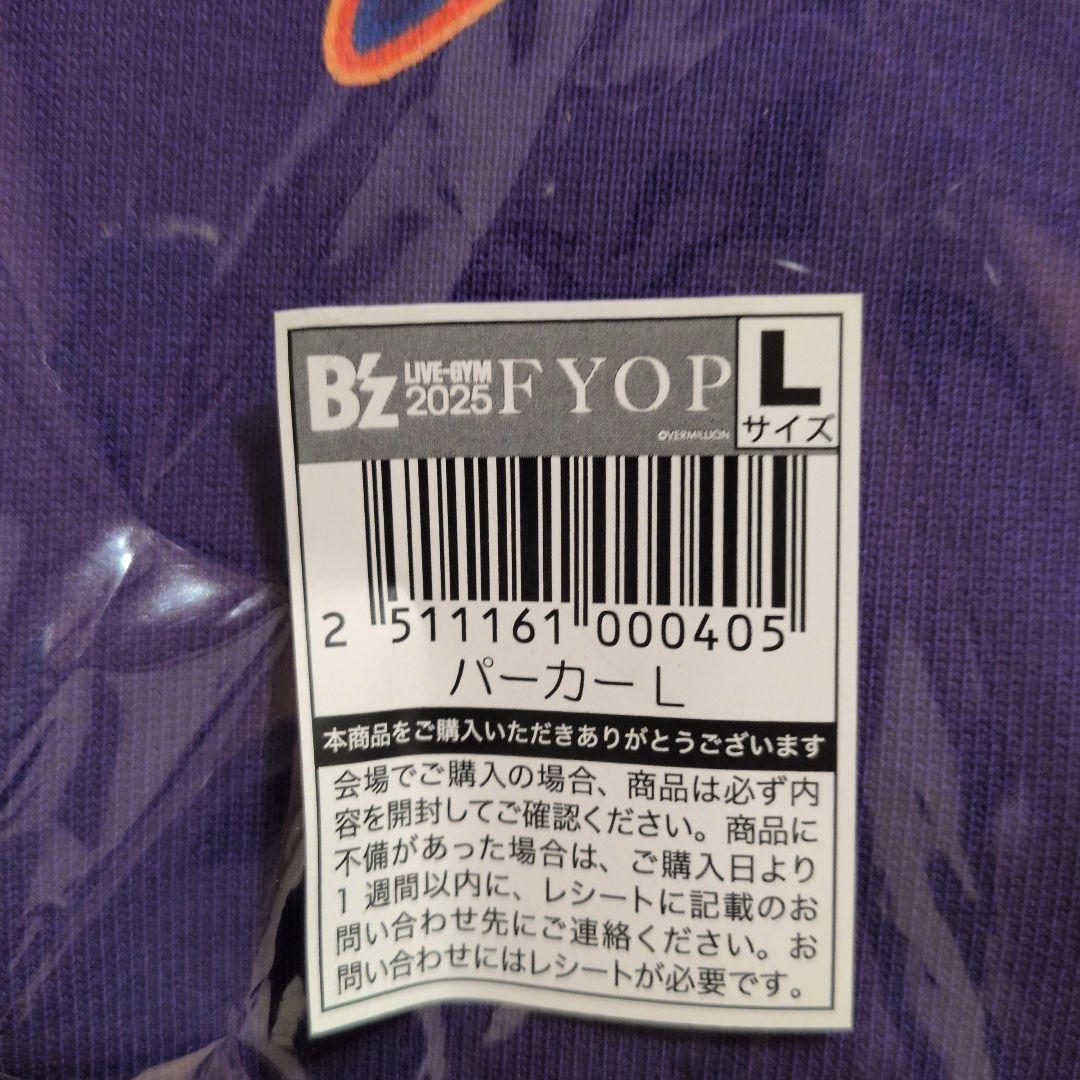 B'z LIVE-GYM 2025 FYOP
©VERMILLION
L
サイズ
2 511161 000405
パーカー L
本商品をご購入いただきありがとうございます
会場でご購入の場合、商品は必ず内
容を開封してご確認ください。商品に
不備があった場合は、ご購入日より
1 週間以内に、レシートに記載のお
問い合わせ先にご連絡ください。お
問い合わせにはレシートが必要です。